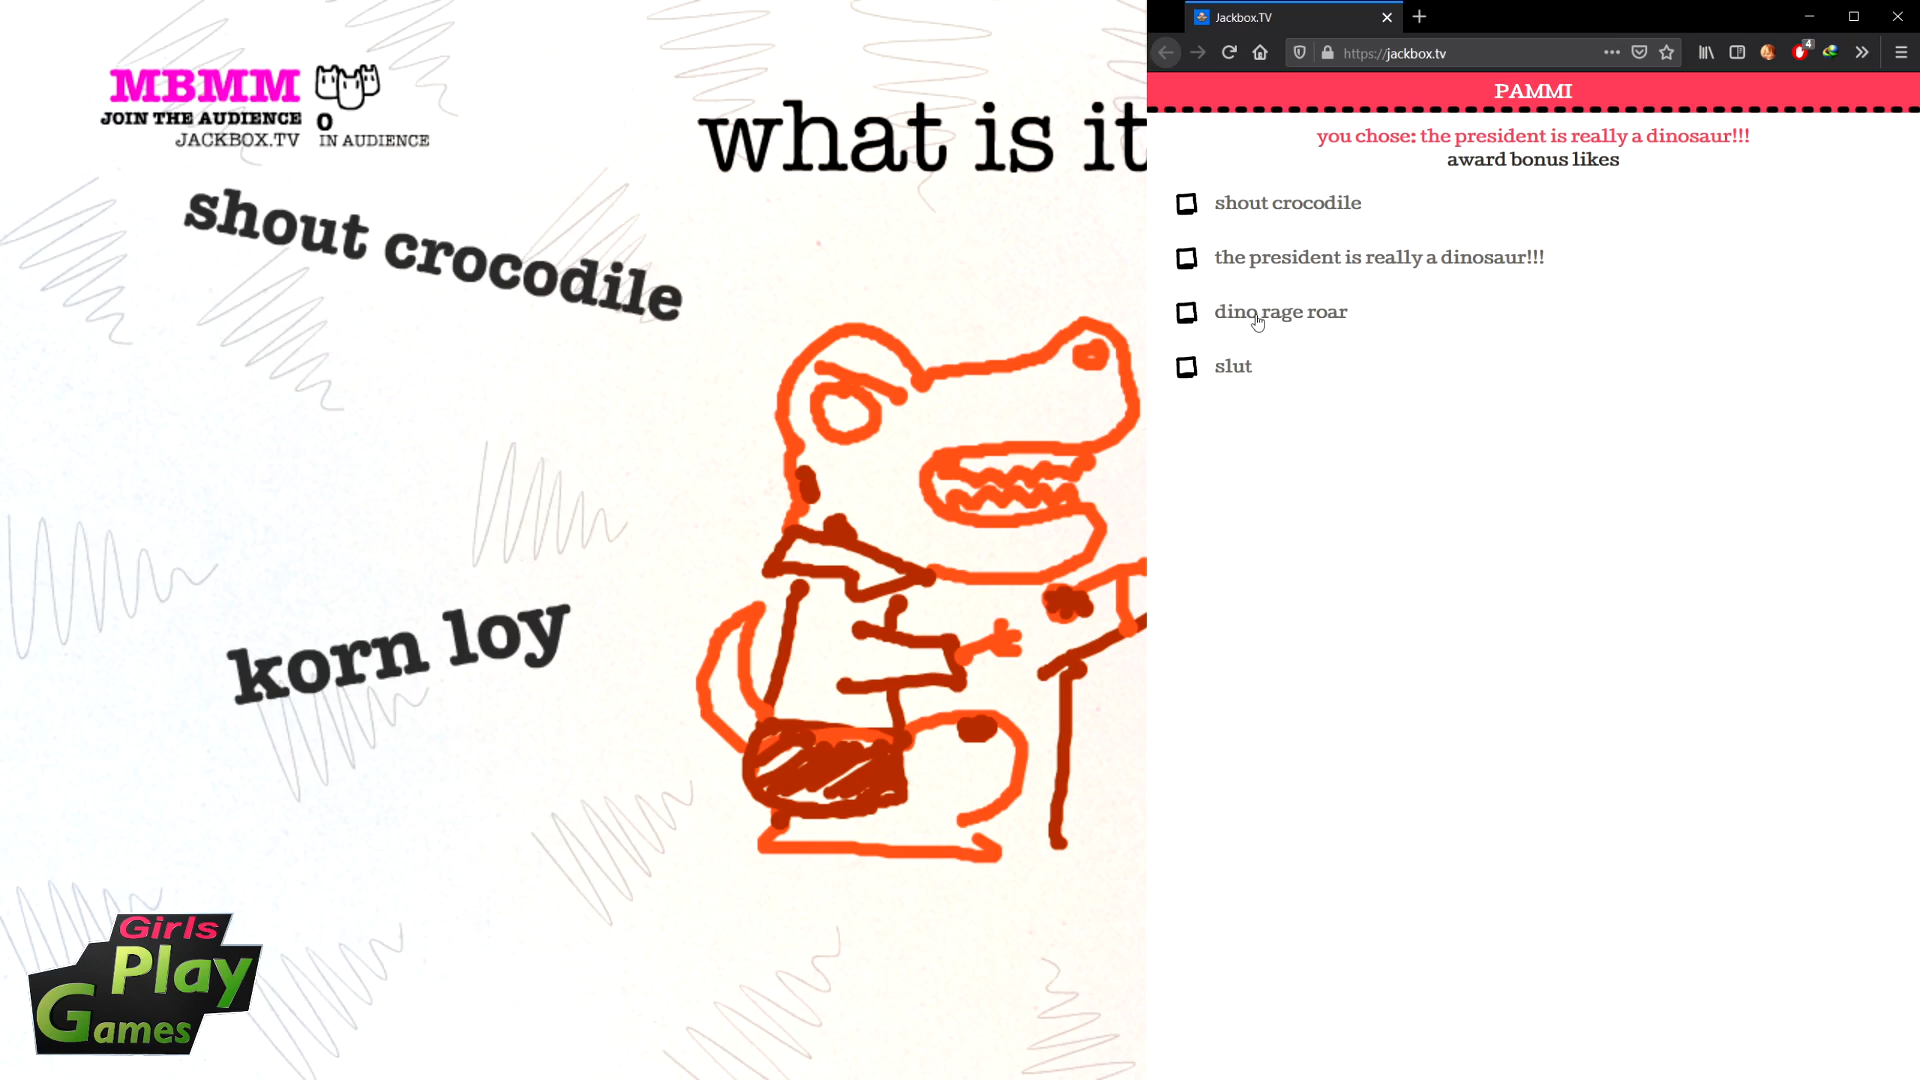 MBMM
JOIN THE AUDIENCE
JACKBOX.TV
0
IN AUDIENCE
what is it
shout crocodile
korn loy
Girls
Play
Games
Jackbox.TV
https://jackbox.tv
4
PAMMI
you chose: the president is really a dinosaur!!!
award bonus likes
shout crocodile
the president is really a dinosaur!!!
dino rage roar
slut